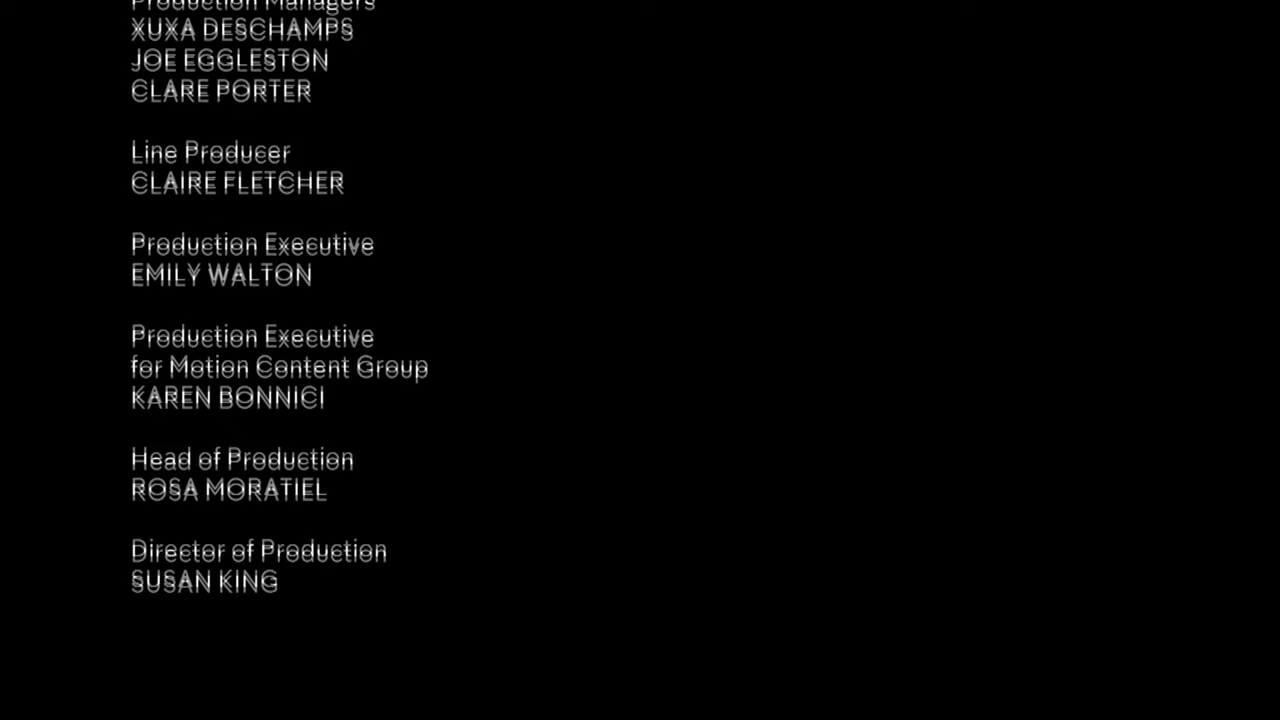 Production Managers
XUXA DESCHAMPS
JOE EGGLESTON
CLARE PORTER
Line Producer
CLAIRE FLETCHER
Production Executive
EMILY WALTON
Production Executive
for Motion Content Group
KAREN BONNICI
Head of Production
ROSA MORATIEL
Director of Production
SUSAN KING